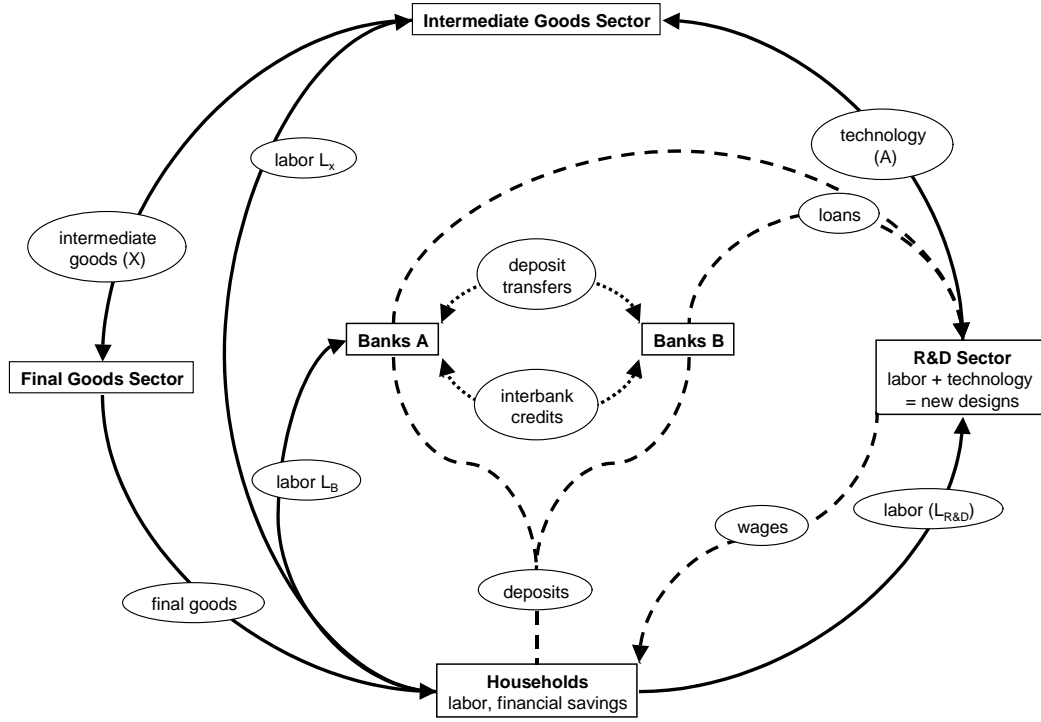 Intermediate Goods Sector
technology
(A)
labor Lₓ
loans
intermediate
goods (X)
deposit
transfers
Banks A
Banks B
R&D Sector
labor + technology
= new designs
Final Goods Sector
interbank
credits
labor L_B
labor (L_R&D)
wages
deposits
final goods
Households
labor, financial savings